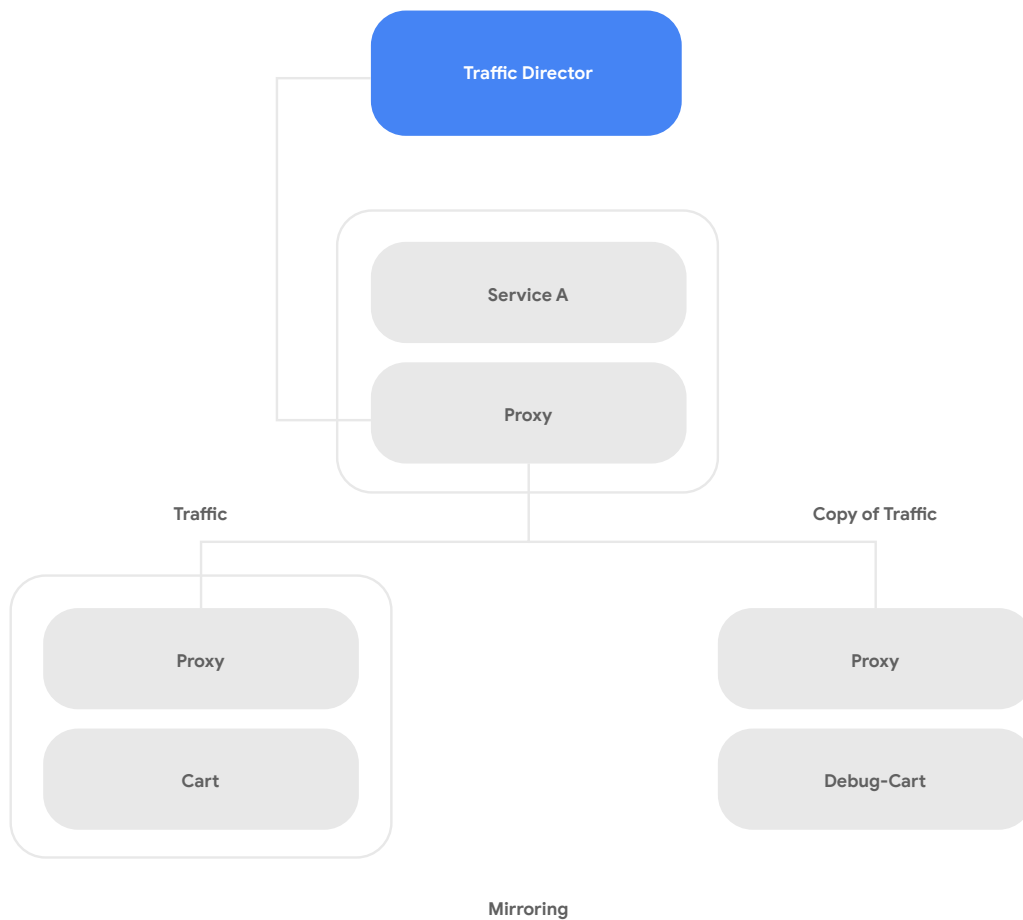 Traffic Director
Service A
Proxy
Traffic
Copy of Traffic
Proxy
Proxy
Cart
Debug-Cart
Mirroring